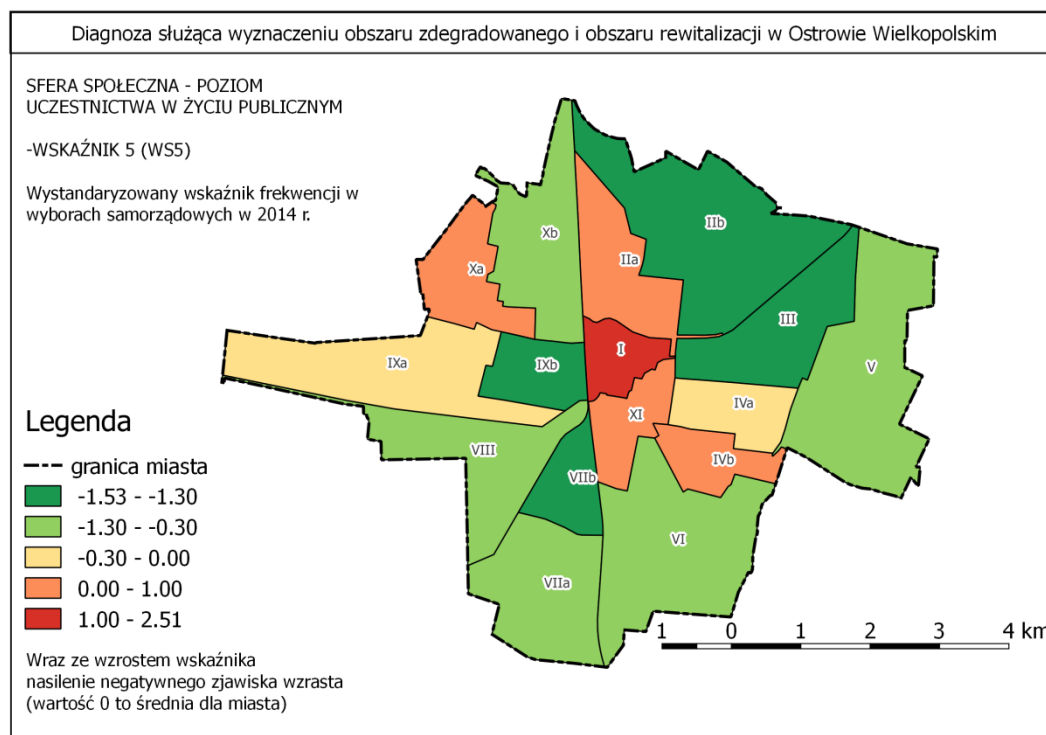 Diagnoza służąca wyznaczeniu obszaru zdegradowanego i obszaru rewitalizacji w Ostrowie Wielkopolskim
SFERA SPOŁECZNA - POZIOM
UCZESTNICTWA W ŻYCIU PUBLICZNYM
-WSKAŹNIK 5 (WS5)
Wystandaryzowany wskaźnik frekwencji w
wyborach samorządowych w 2014 r.
Xb
IIb
IIa
Xa
III
I
IXa
IXb
V
IVa
XI
VIII
IVb
VIIb
VI
VIIa
Legenda
granica miasta
-1.53 - -1.30
-1.30 - -0.30
-0.30 - 0.00
0.00 - 1.00
1.00 - 2.51
1 0 1 2 3 4 km
Wraz ze wzrostem wskaźnika
nasilenie negatywnego zjawiska wzrasta
(wartość 0 to średnia dla miasta)